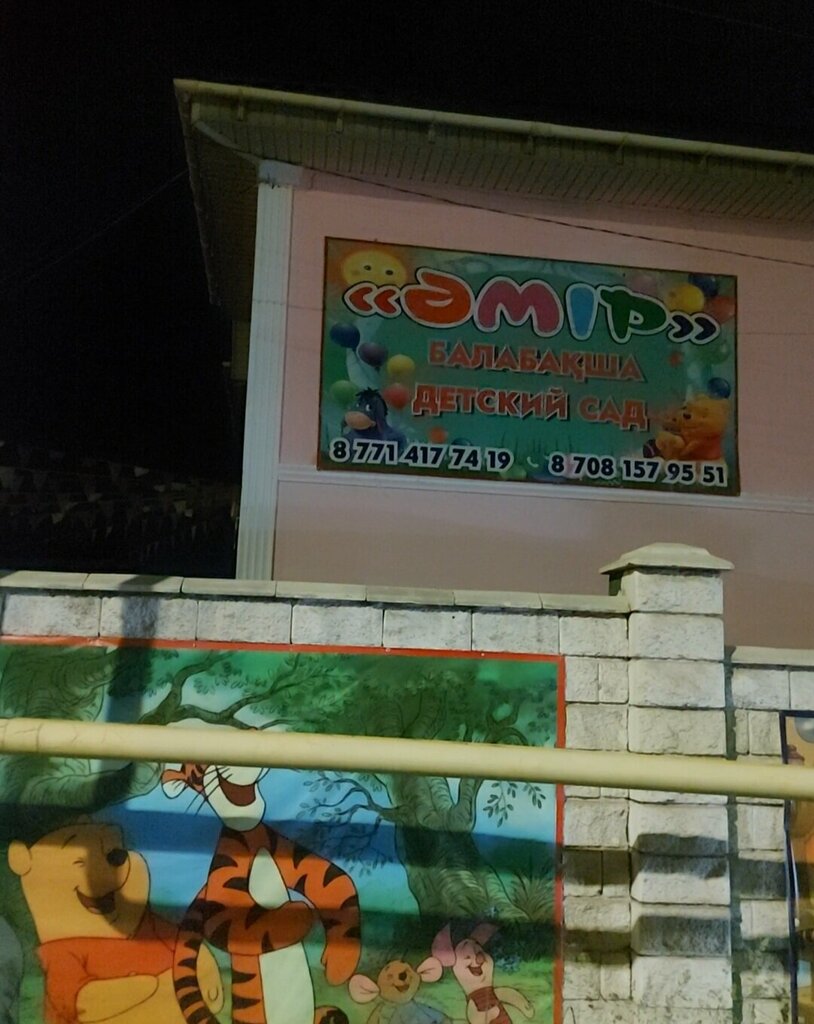 «әмір»
БАЛАБАҚША
ДЕТСКИЙ САД
8 771 417 74 19 8 708 157 95 51